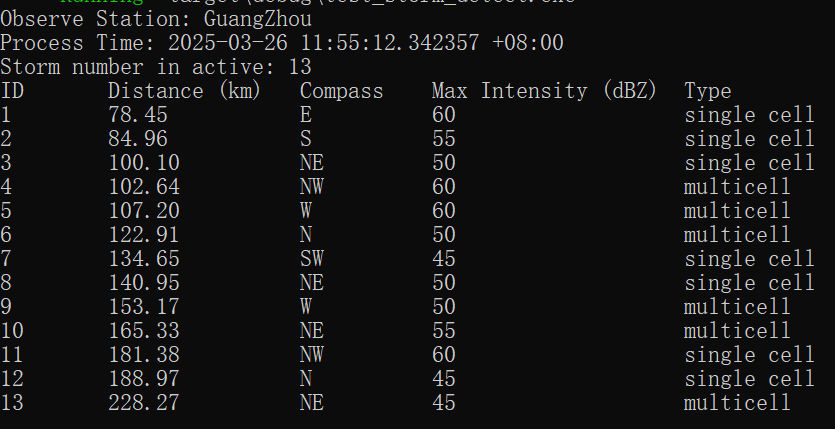 Running target\debug\test_storm_detect.exe
Observe Station: GuangZhou
Process Time: 2025-03-26 11:55:12.342357 +08:00
Storm number in active: 13
ID Distance (km) Compass Max Intensity (dBZ) Type
1 78.45 E 60 single cell
2 84.96 S 55 single cell
3 100.10 NE 50 single cell
4 102.64 NW 60 multicell
5 107.20 W 60 multicell
6 122.91 N 50 multicell
7 134.65 SW 45 single cell
8 140.95 NE 50 single cell
9 153.17 W 50 multicell
10 165.33 NE 55 multicell
11 181.38 NW 60 single cell
12 188.97 N 45 single cell
13 228.27 NE 45 multicell